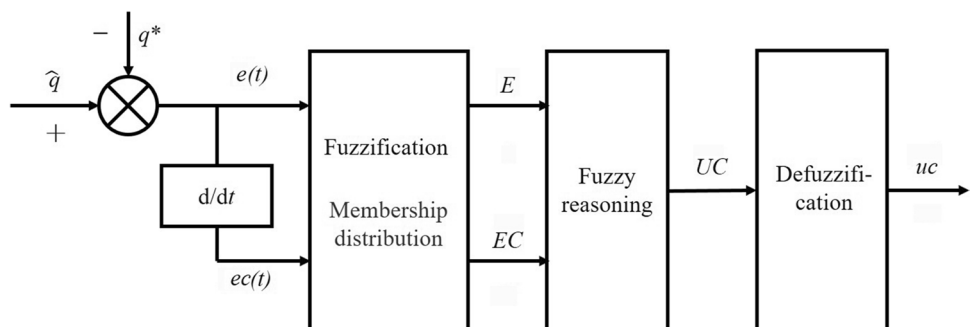 −
q*
q̂
+
e(t)
d/dt
ec(t)
Fuzzification
Membership
distribution
E
EC
Fuzzy
reasoning
UC
Defuzzifi-
cation
uc